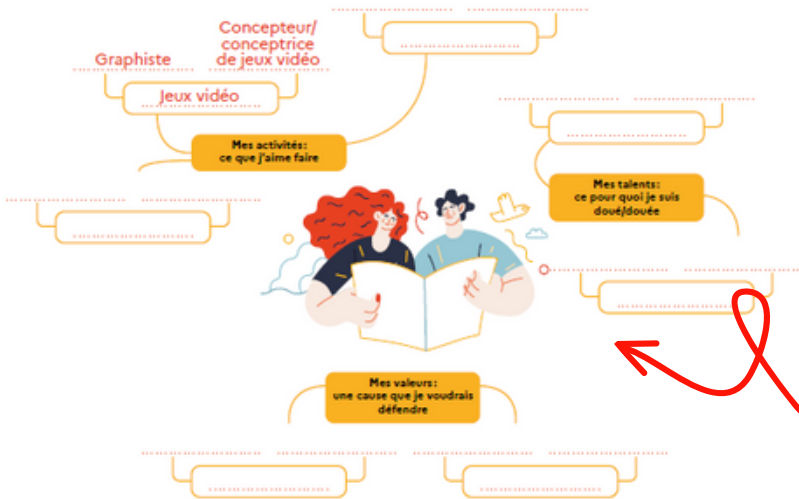 Concepteur/
conceptrice
Graphiste de jeux vidéo
Jeux vidéo
Mes activités:
ce que j'aime faire
Mes talents:
ce pour quoi je suis
doué/douée
Mes valeurs:
une cause que je voudrais
défendre